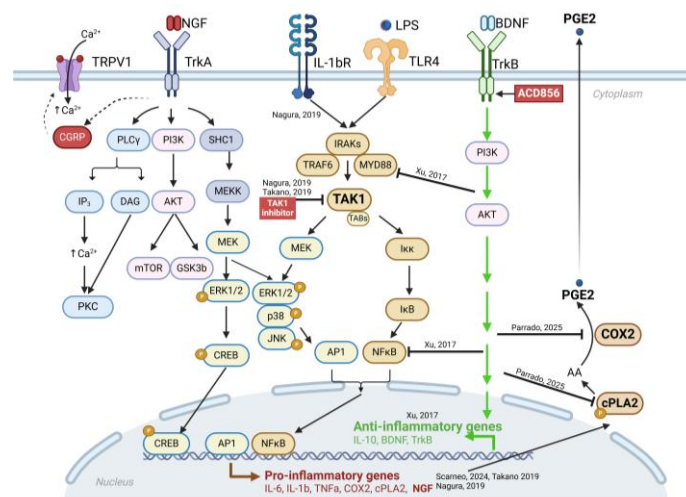 NGF
LPS
BDNF
PGE2
Ca²⁺
TRPV1
TrkA
IL-1bR
TLR4
TrkB
ACD856
Cytoplasm
↑Ca²⁺
Nagura, 2019
CGRP
PLCγ
PI3K
SHC1
IRAKs
TRAF6
MYD88
PI3K
Xu, 2017
Nagura, 2019
Takano, 2019
TAK1
inhibitor
TAK1
TABs
MEKK
IP₃
DAG
AKT
AKT
MEK
MEK
Iκκ
↑Ca²⁺
mTOR
GSK3b
P
ERK1/2
ERK1/2
P
p38
P
JNK
P
IκB
PGE2
PKC
Parrado, 2025
COX2
P
CREB
AP1
NFκB
Xu, 2017
AA
Parrado, 2025
cPLA2
P
Xu, 2017
Anti-inflammatory genes
IL-10, BDNF, TrkB
P
CREB
AP1
NFκB
Pro-inflammatory genes
IL-6, IL-1b, TNFa, COX2, cPLA2, NGF
Scarneo, 2024, Takano 2019
Nagura, 2019
Nucleus